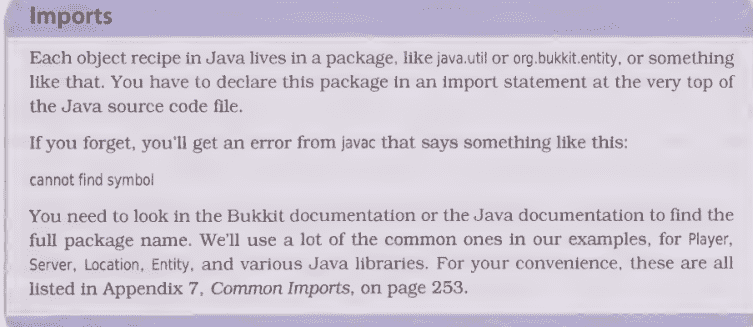 Imports
Each object recipe in Java lives in a package, like java.util or org.bukkit.entity, or something
like that. You have to declare this package in an import statement at the very top of
the Java source code file.
If you forget, you'll get an error from javac that says something like this:
cannot find symbol
You need to look in the Bukkit documentation or the Java documentation to find the
full package name. We'll use a lot of the common ones in our examples, for Player,
Server, Location, Entity, and various Java libraries. For your convenience, these are all
listed in Appendix 7, Common Imports, on page 253.